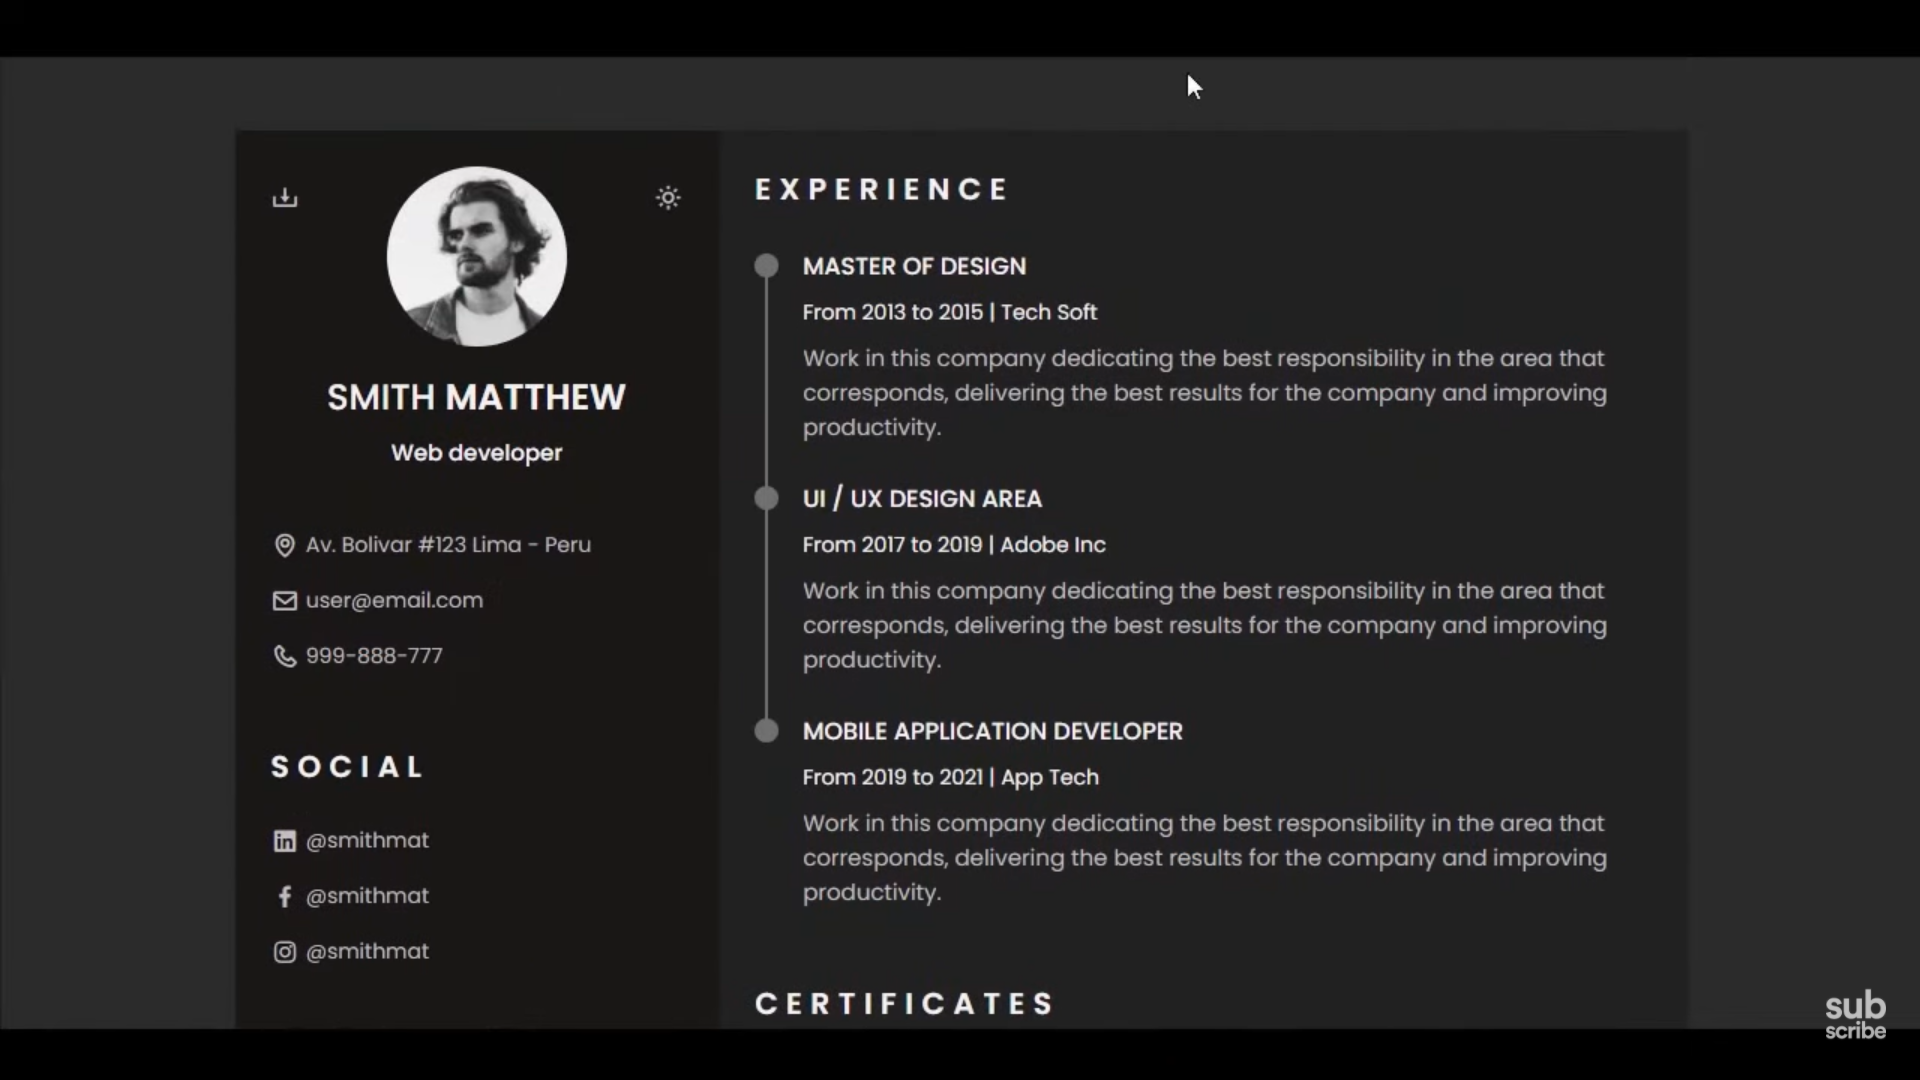 SMITH MATTHEW
Web developer
Av. Bolivar #123 Lima - Peru
user@email.com
999-888-777
SOCIAL
@smithmat
@smithmat
@smithmat
EXPERIENCE
MASTER OF DESIGN
From 2013 to 2015 | Tech Soft
Work in this company dedicating the best responsibility in the area that
corresponds, delivering the best results for the company and improving
productivity.
UI / UX DESIGN AREA
From 2017 to 2019 | Adobe Inc
Work in this company dedicating the best responsibility in the area that
corresponds, delivering the best results for the company and improving
productivity.
MOBILE APPLICATION DEVELOPER
From 2019 to 2021 | App Tech
Work in this company dedicating the best responsibility in the area that
corresponds, delivering the best results for the company and improving
productivity.
CERTIFICATES
sub
scribe